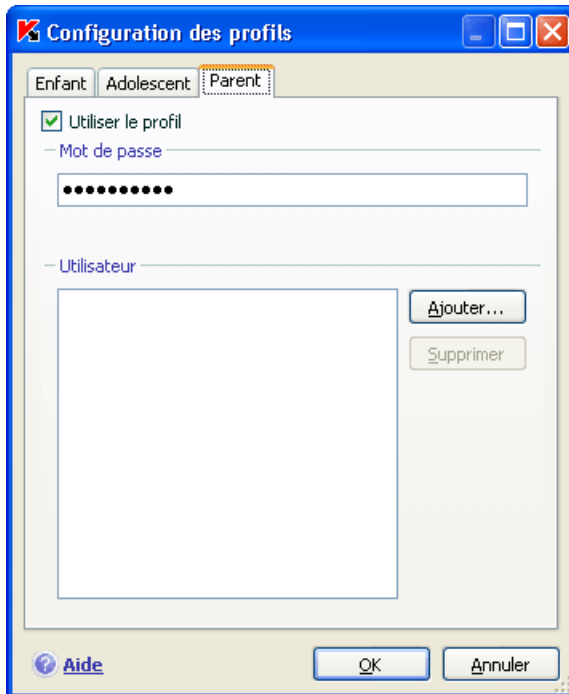 Configuration des profils
Enfant Adolescent Parent
Utiliser le profil
Mot de passe
••••••••••
Utilisateur
Ajouter...
Supprimer
Aide OK Annuler